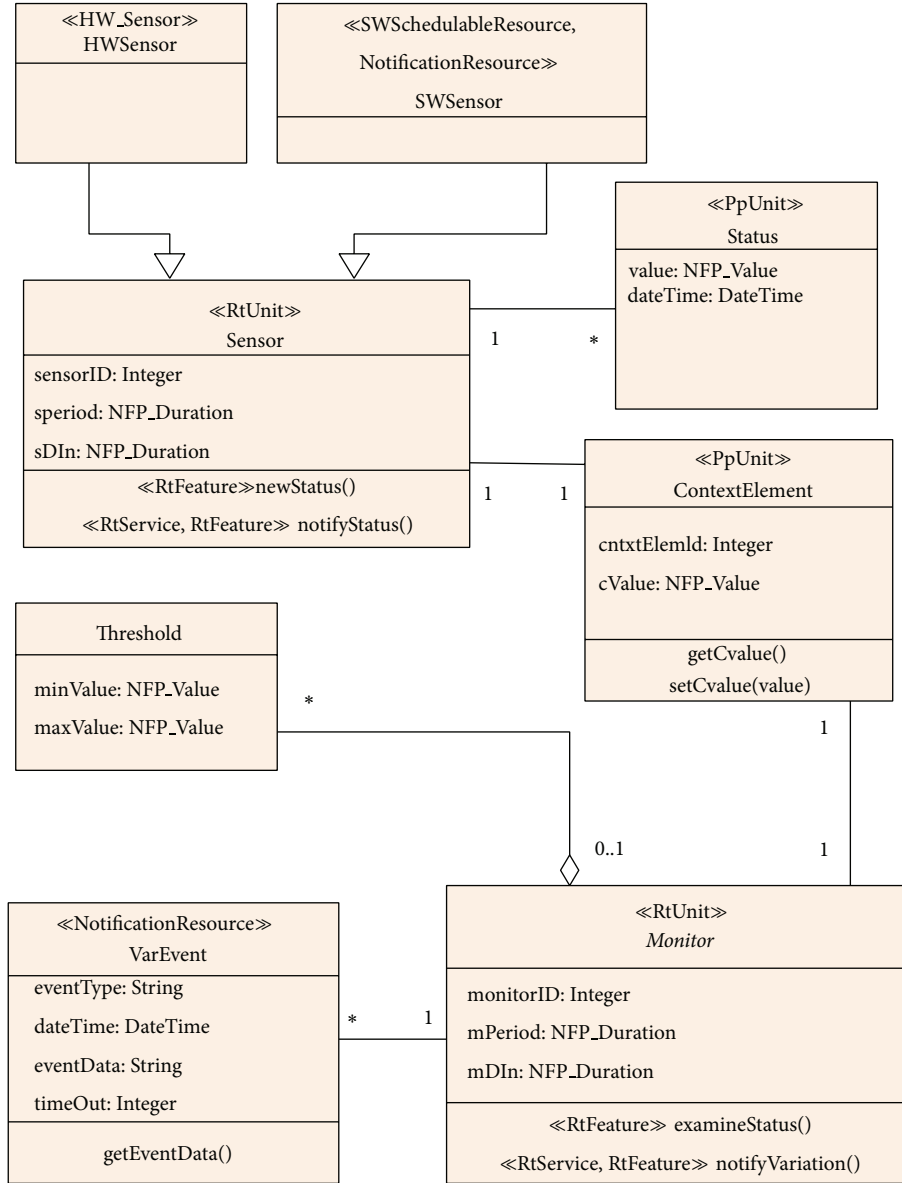 ≪HW_Sensor≫
HWSensor
≪SWSchedulableResource,
NotificationResource≫
SWSensor
≪PpUnit≫
Status
value: NFP_Value
dateTime: DateTime
≪RtUnit≫
Sensor
sensorID: Integer
speriod: NFP_Duration
sDIn: NFP_Duration
≪RtFeature≫newStatus()
≪RtService, RtFeature≫ notifyStatus()
1
*
1
1
≪PpUnit≫
ContextElement
cntxtElemld: Integer
cValue: NFP_Value
getCvalue()
setCvalue(value)
Threshold
minValue: NFP_Value
maxValue: NFP_Value
*
1
0..1
1
≪NotificationResource≫
VarEvent
eventType: String
dateTime: DateTime
eventData: String
timeOut: Integer
getEventData()
*
1
≪RtUnit≫
Monitor
monitorID: Integer
mPeriod: NFP_Duration
mDIn: NFP_Duration
≪RtFeature≫ examineStatus()
≪RtService, RtFeature≫ notifyVariation()